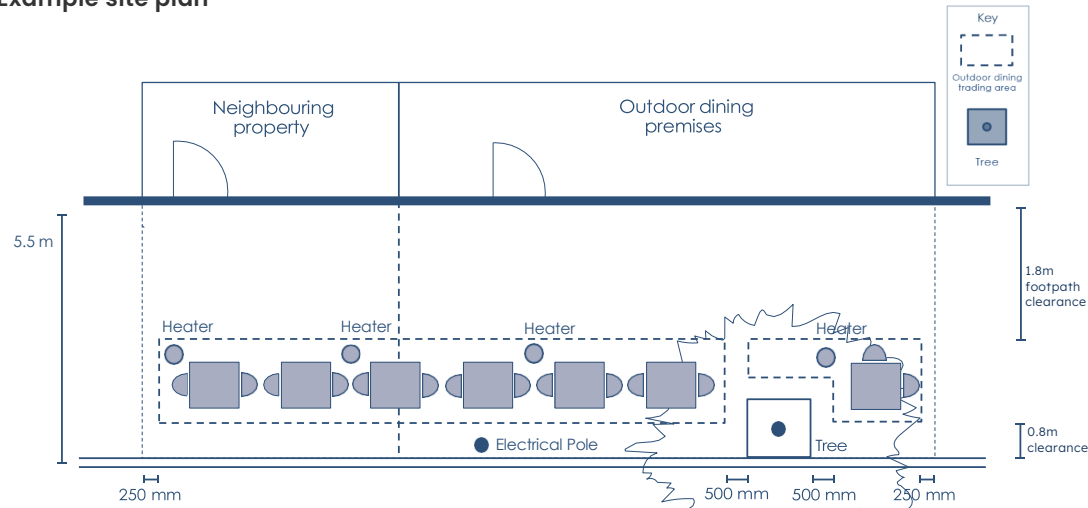 Example site plan
Key
Outdoor dining
trading area
Tree
Neighbouring
property
Outdoor dining
premises
5.5 m
1.8m
footpath
clearance
Heater
Heater
Heater
Heater
Electrical Pole
Tree
0.8m
clearance
250 mm
500 mm
500 mm
250 mm